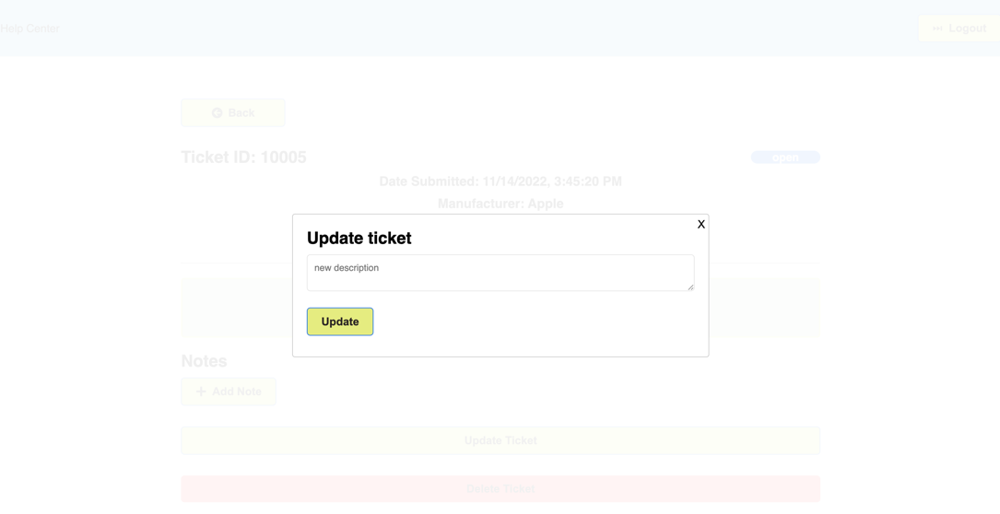 Help Center
Logout
Back
Ticket ID: 10005
open
Date Submitted: 11/14/2022, 3:45:20 PM
Manufacturer: Apple
X
Update ticket
new description
Update
Notes
Add Note
Update Ticket
Delete Ticket